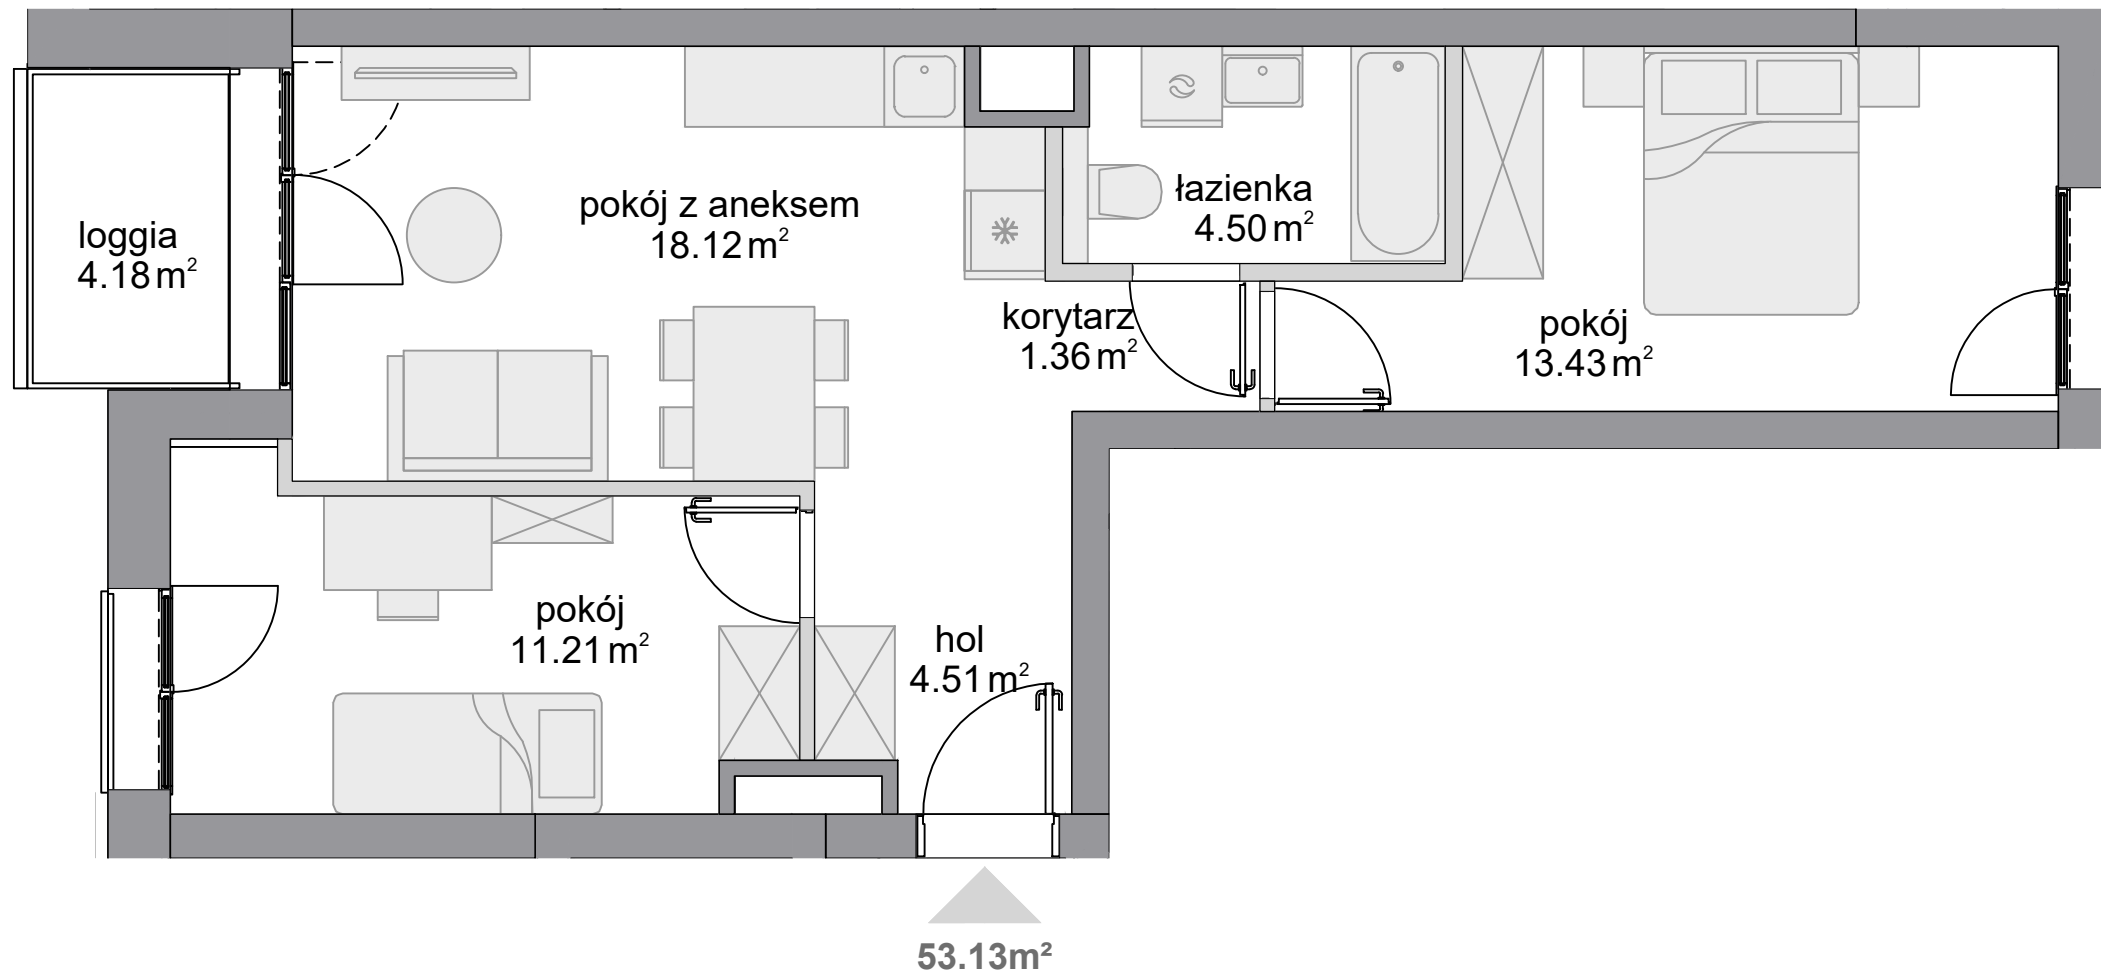 loggia
4.18 m²
pokój z aneksem
18.12 m²
łazienka
4.50 m²
korytarz
1.36 m²
pokój
13.43 m²
pokój
11.21 m²
hol
4.51 m²
53.13m²